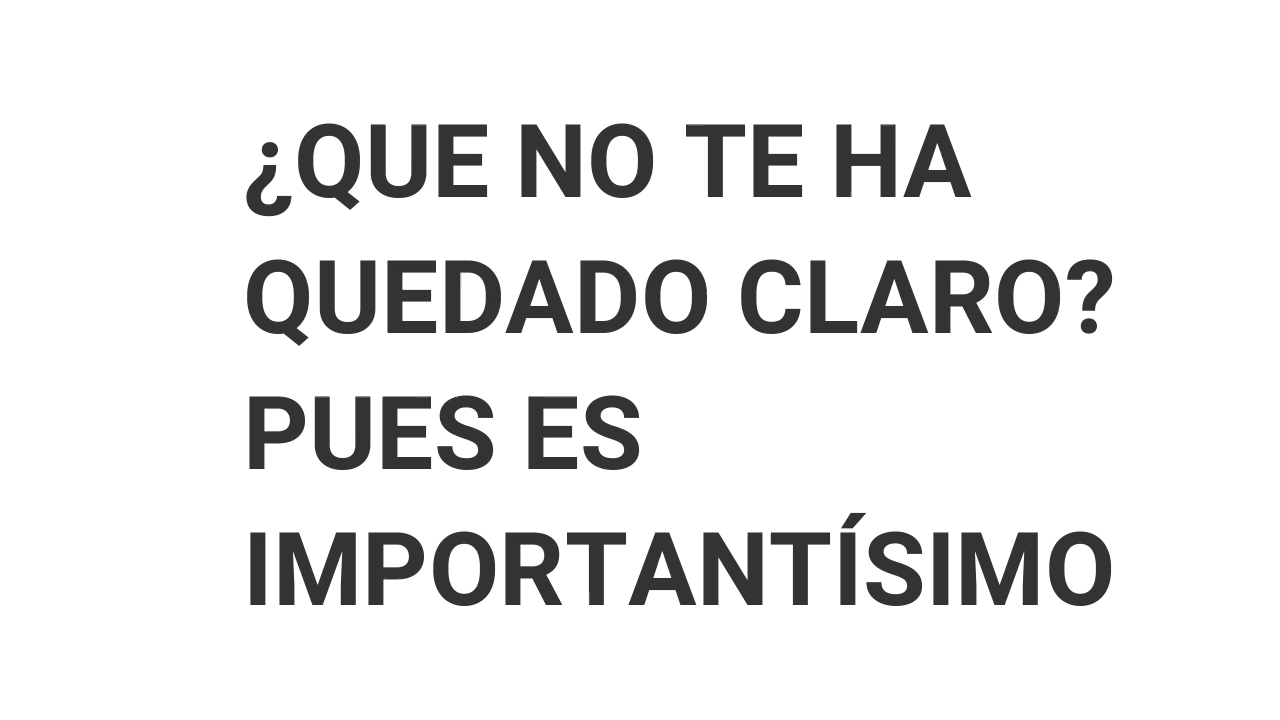 ¿QUE NO TE HA
QUEDADO CLARO?
PUES ES
IMPORTANTÍSIMO